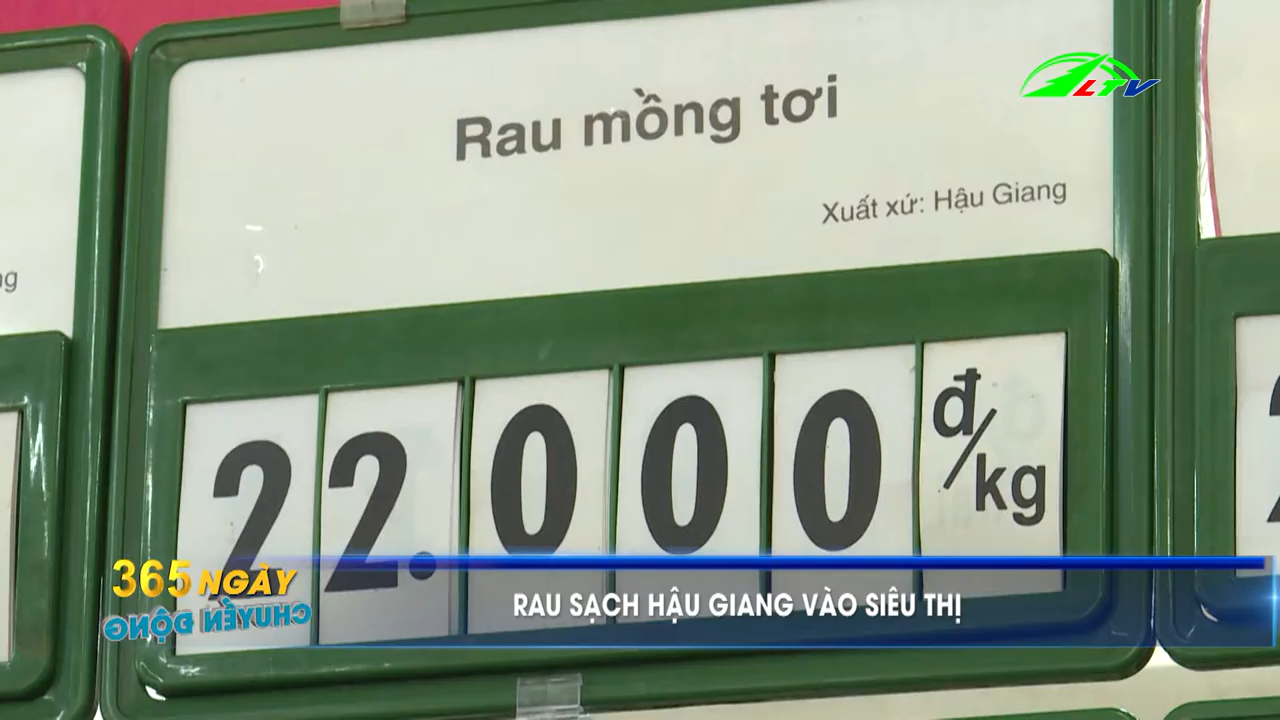 LTV
Rau mồng tơi
Xuất xứ: Hậu Giang
22.000 đ/kg
365 NGÀY
CHUYỂN ĐỘNG
RAU SẠCH HẬU GIANG VÀO SIÊU THỊ